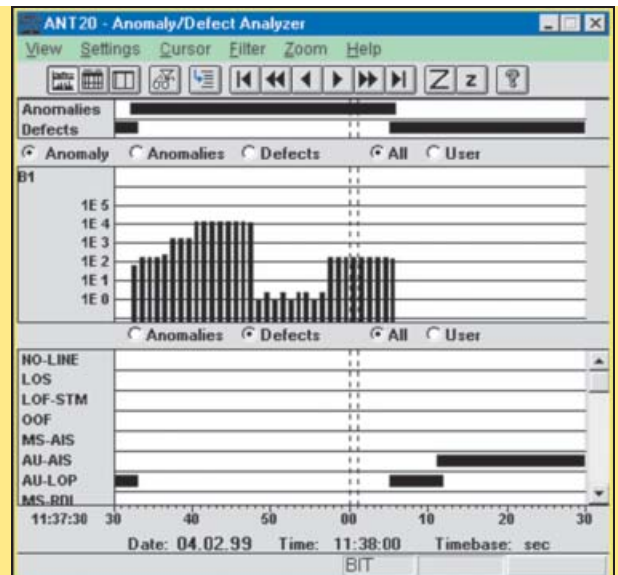 ANT20 - Anomaly/Defect Analyzer
View Settings Cursor Filter Zoom Help
Z z ?
Anomalies
Defects
Anomaly Anomalies Defects All User
B1
1E 5
1E 4
1E 3
1E 2
1E 1
1E 0
Anomalies Defects All User
NO-LINE
LOS
LOF-STM
OOF
MS-AIS
AU-AIS
AU-LOP
MS-RDI
11:37:30 30 40 50 00 10 20 30
Date: 04.02.99 Time: 11:38:00 Timebase: sec
BIT